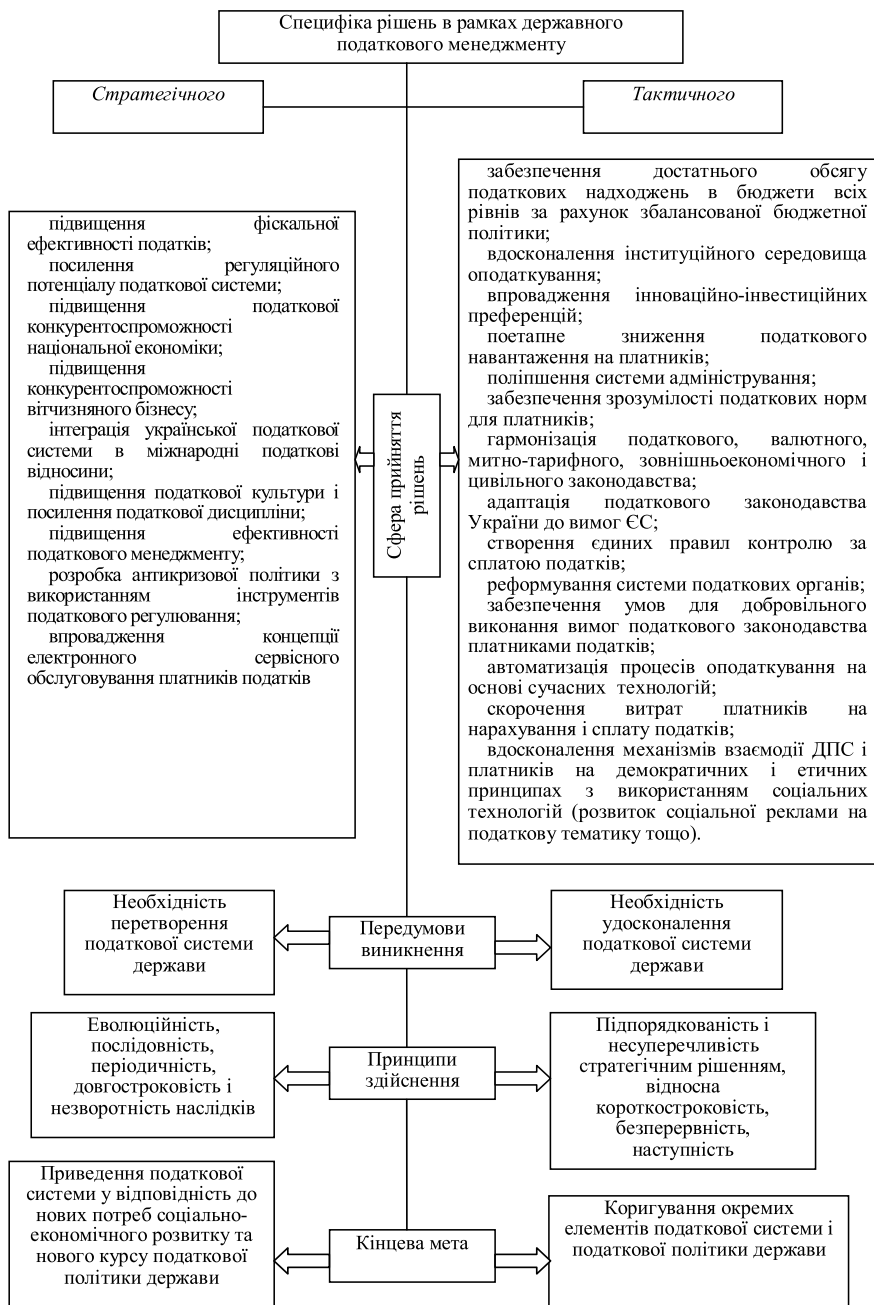 Специфіка рішень в рамках державного
податкового менеджменту
Стратегічного
Тактичного
підвищення фіскальної
ефективності податків;
посилення регуляційного
потенціалу податкової системи;
підвищення податкової
конкурентоспроможності
національної економіки;
підвищення
конкурентоспроможності
вітчизняного бізнесу;
інтеграція української податкової
системи в міжнародні податкові
відносини;
підвищення податкової культури і
посилення податкової дисципліни;
підвищення ефективності
податкового менеджменту;
розробка антикризової політики з
використанням інструментів
податкового регулювання;
впровадження концепції
електронного сервісного
обслуговування платників податків
Сфера прийняття
рішень
забезпечення достатнього обсягу
податкових надходжень в бюджети всіх
рівнів за рахунок збалансованої бюджетної
політики;
вдосконалення інституційного середовища
оподаткування;
впровадження інноваційно-інвестиційних
преференцій;
поетапне зниження податкового
навантаження на платників;
поліпшення системи адміністрування;
забезпечення зрозумілості податкових норм
для платників;
гармонізація податкового, валютного,
митно-тарифного, зовнішньоекономічного і
цивільного законодавства;
адаптація податкового законодавства
України до вимог ЄС;
створення єдиних правил контролю за
сплатою податків;
реформування системи податкових органів;
забезпечення умов для добровільного
виконання вимог податкового законодавства
платниками податків;
автоматизація процесів оподаткування на
основі сучасних технологій;
скорочення витрат платників на
нарахування і сплату податків;
вдосконалення механізмів взаємодії ДПС і
платників на демократичних і етичних
принципах з використанням соціальних
технологій (розвиток соціальної реклами на
податкову тематику тощо).
Необхідність
перетворення
податкової системи
держави
Передумови
виникнення
Необхідність
удосконалення
податкової системи
держави
Еволюційність,
послідовність,
періодичність,
довгостроковість і
незворотність наслідків
Принципи
здійснення
Підпорядкованість і
несуперечливість
стратегічним рішенням,
відносна
короткостроковість,
безперервність,
наступність
Приведення податкової
системи у відповідність до
нових потреб соціально-
економічного розвитку та
нового курсу податкової
політики держави
Кінцева мета
Коригування окремих
елементів податкової системи і
податкової політики держави